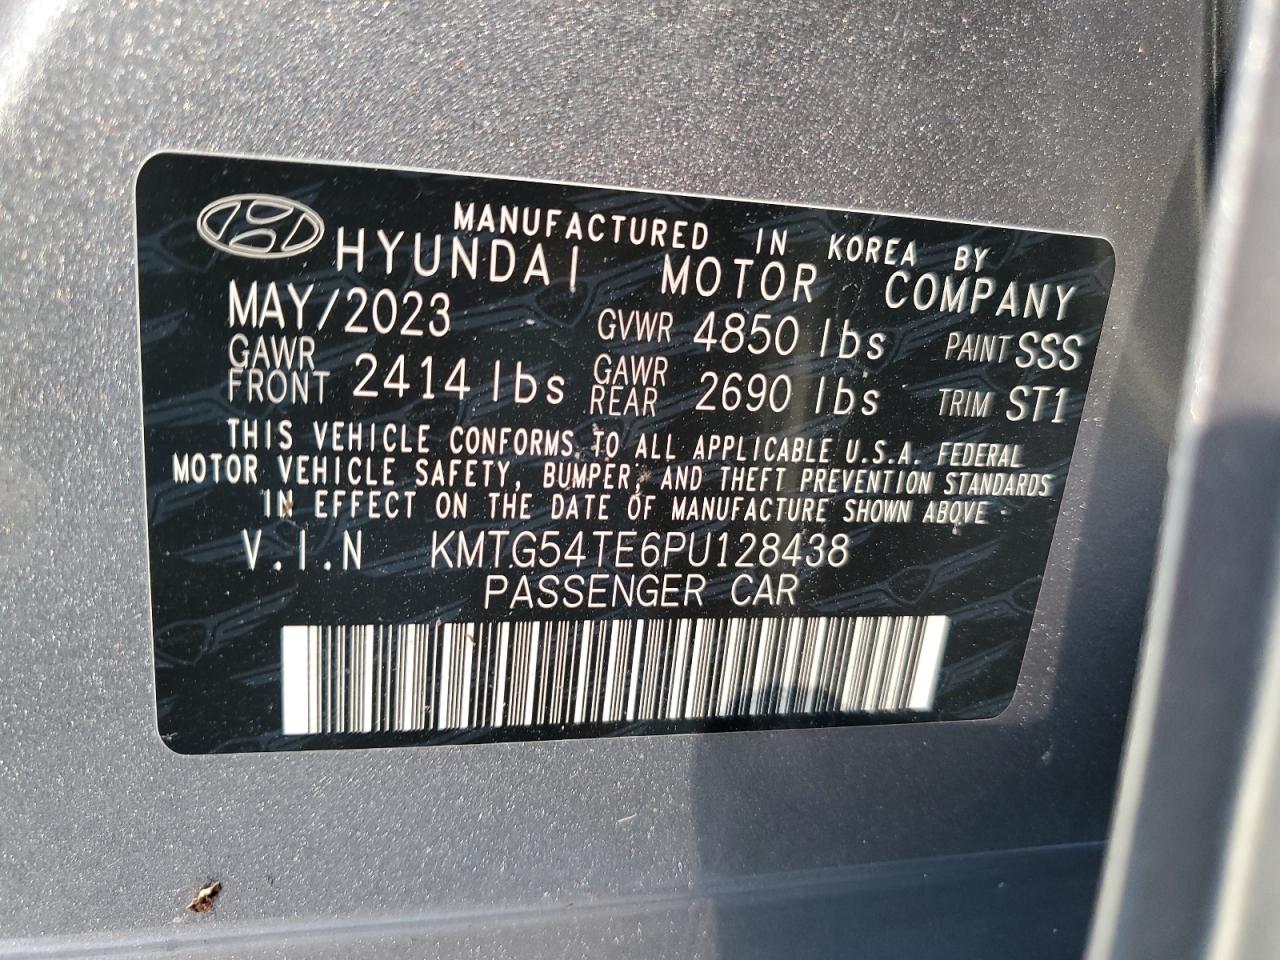 MANUFACTURED IN KOREA BY
HYUNDAI MOTOR COMPANY
MAY/2023 GVWR 4850 lbs PAINT SSS
GAWR FRONT 2414 lbs GAWR REAR 2690 lbs TRIM ST1
THIS VEHICLE CONFORMS TO ALL APPLICABLE U.S.A. FEDERAL
MOTOR VEHICLE SAFETY, BUMPER, AND THEFT PREVENTION STANDARDS
IN EFFECT ON THE DATE OF MANUFACTURE SHOWN ABOVE
V.I.N KMTG54TE6PU128438
PASSENGER CAR